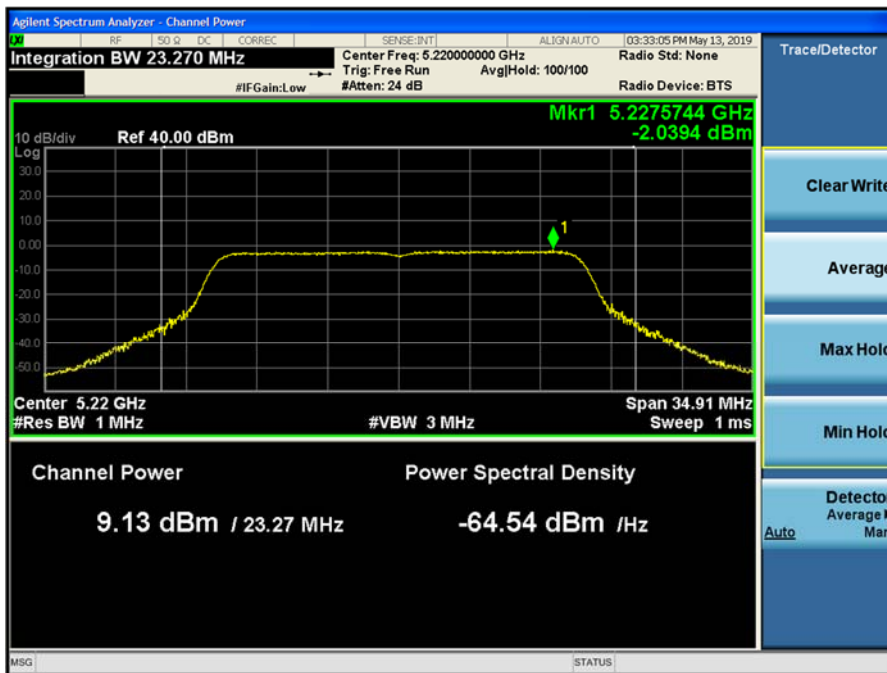 Agilent Spectrum Analyzer - Channel Power
LXI RF 50 Ω DC CORREC SENSE:INT ALIGN AUTO 03:33:05 PM May 13, 2019
Integration BW 23.270 MHz
Center Freq: 5.220000000 GHz
Radio Std: None
Trig: Free Run Avg|Hold: 100/100
#IFGain:Low
#Atten: 24 dB
Radio Device: BTS
Trace/Detector
Mkr1 5.2275744 GHz
-2.0394 dBm
10 dB/div Ref 40.00 dBm
Log
30.0
20.0
10.0
0.00
-10.0
-20.0
-30.0
-40.0
-50.0
1
Center 5.22 GHz Span 34.91 MHz
#Res BW 1 MHz #VBW 3 MHz Sweep 1 ms
Channel Power
9.13 dBm / 23.27 MHz
Power Spectral Density
-64.54 dBm /Hz
Clear Write
Average
Max Hold
Min Hold
Detecto
Average
Auto Man
MSG STATUS